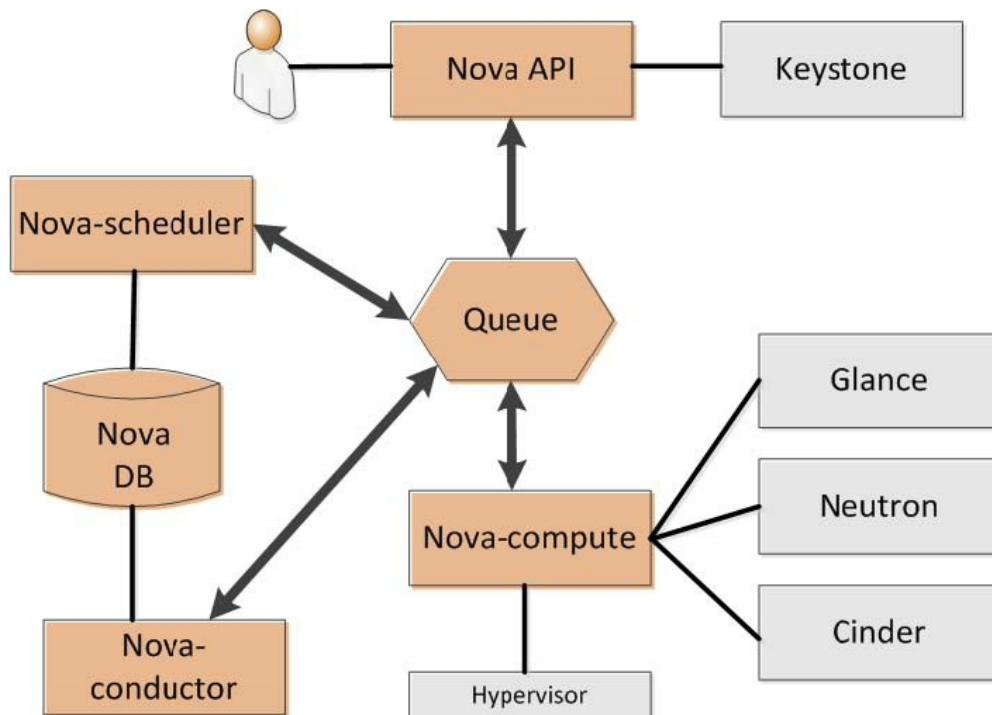 Nova API
Keystone
Nova-scheduler
Queue
Glance
Nova
DB
Neutron
Nova-compute
Cinder
Nova-
conductor
Hypervisor